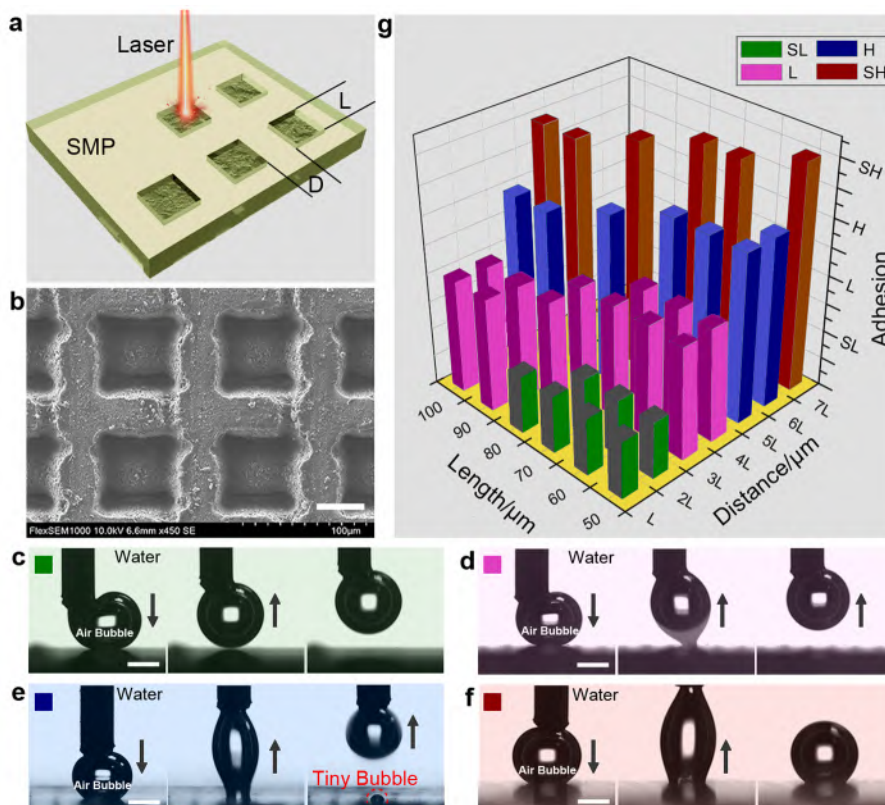 a
Laser
L
SMP
D
b
FlexSEM1000 10.0kV 6.6mm x450 SE
100μm
g
SL
H
L
SH
SH
H
L
SL
Adhesion
100
90
80
70
60
50
Length/μm
L
2L
3L
4L
5L
6L
7L
Distance/μm
c
Water
Air Bubble
d
Water
Air Bubble
e
Water
Air Bubble
Tiny Bubble
f
Water
Air Bubble